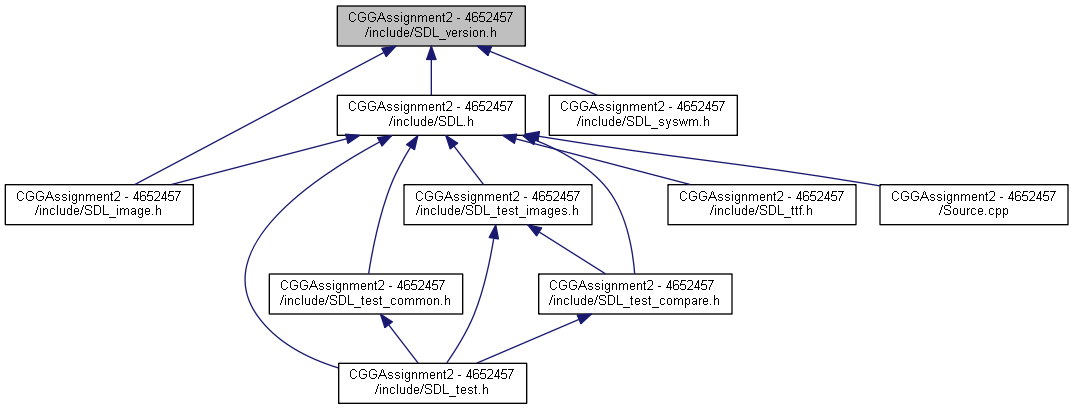 CGGAssignment2 - 4652457
/include/SDL_version.h
CGGAssignment2 - 4652457
/include/SDL.h
CGGAssignment2 - 4652457
/include/SDL_syswm.h
CGGAssignment2 - 4652457
/include/SDL_image.h
CGGAssignment2 - 4652457
/include/SDL_test_images.h
CGGAssignment2 - 4652457
/include/SDL_ttf.h
CGGAssignment2 - 4652457
/Source.cpp
CGGAssignment2 - 4652457
/include/SDL_test_common.h
CGGAssignment2 - 4652457
/include/SDL_test_compare.h
CGGAssignment2 - 4652457
/include/SDL_test.h